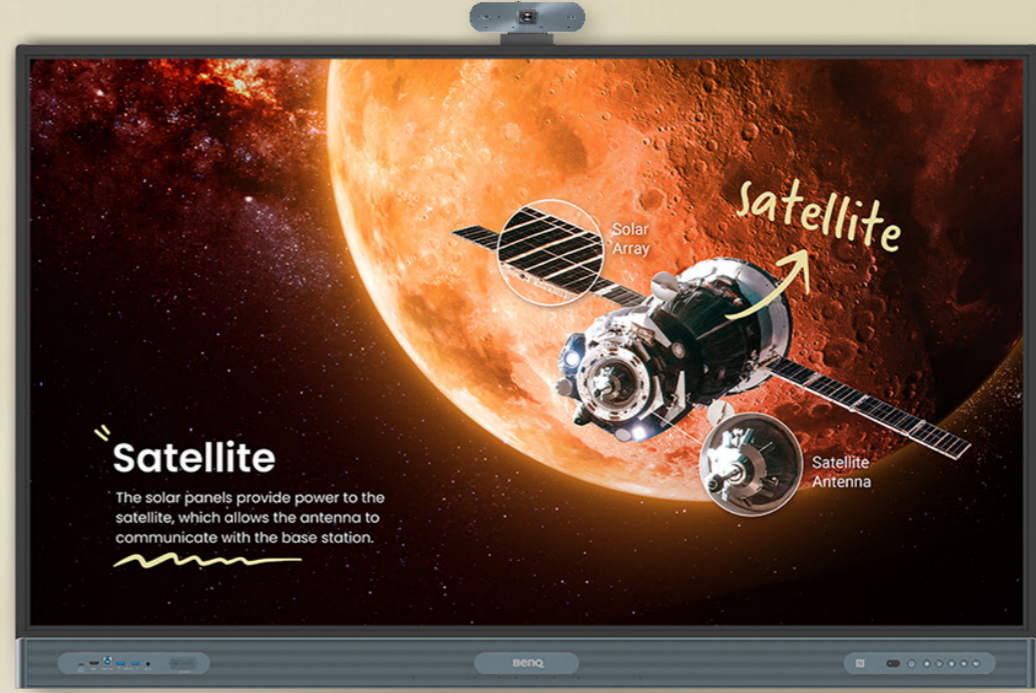 Solar
Array
satellite
Satellite
The solar panels provide power to the
satellite, which allows the antenna to
communicate with the base station.
Satellite
Antenna
BenQ